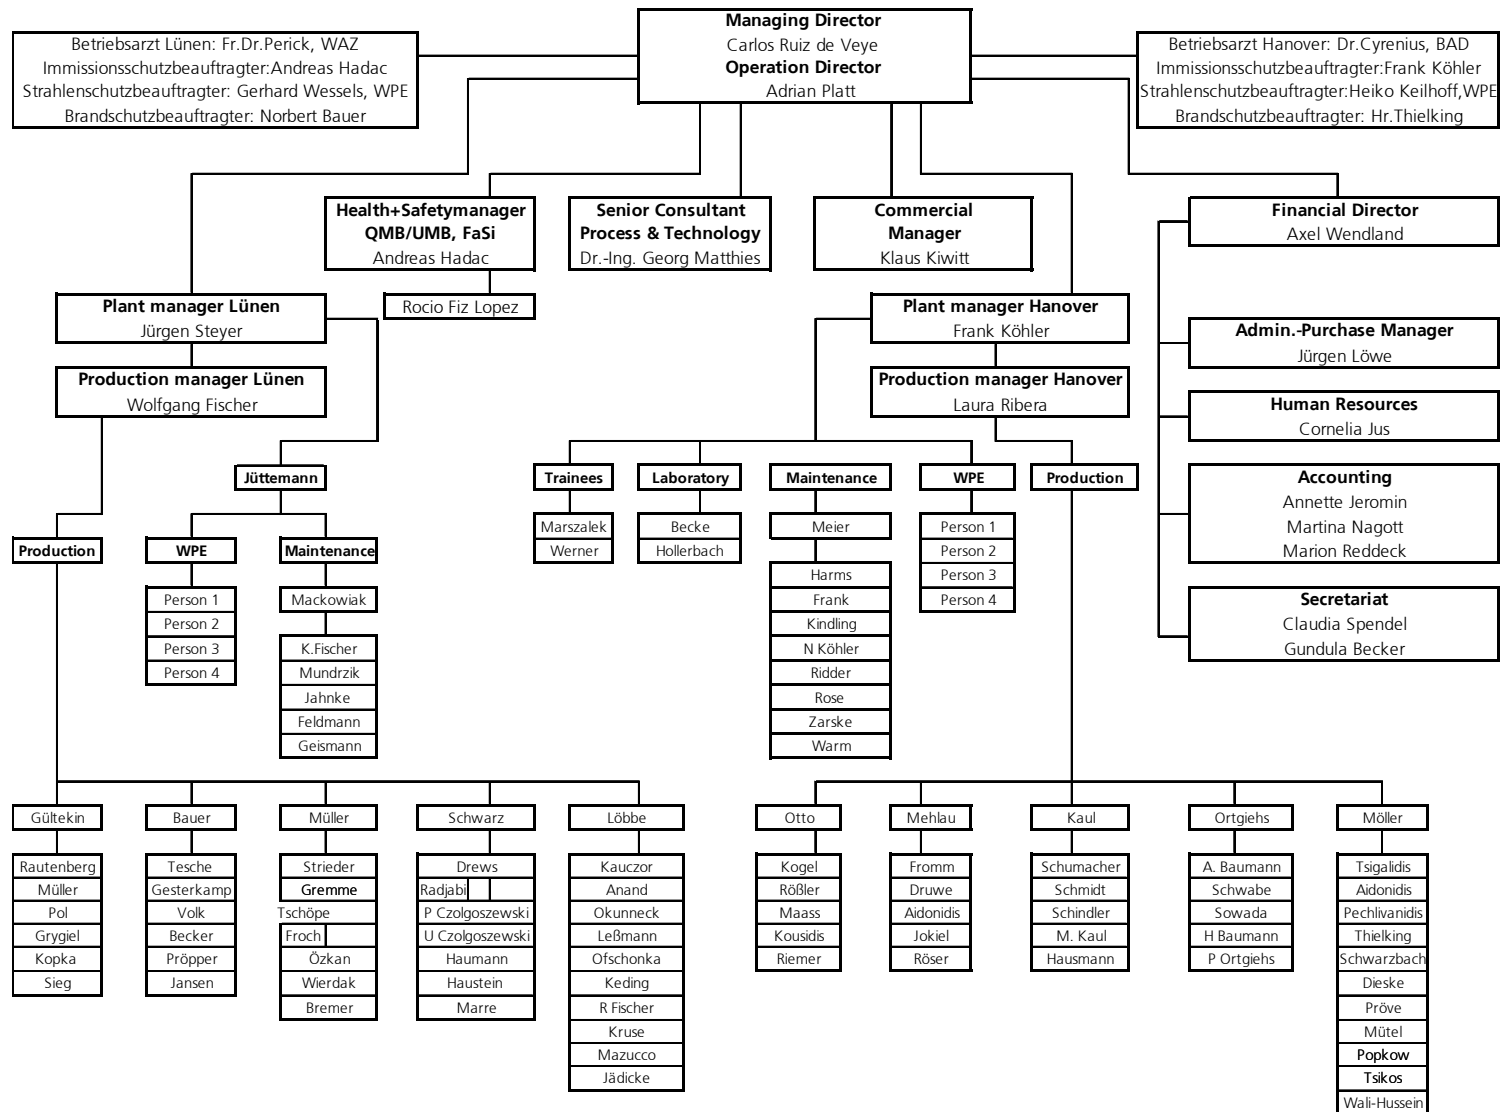 Managing Director
Carlos Ruiz de Veye
Operation Director
Adrian Platt
Betriebsarzt Lünen: Fr.Dr.Perick, WAZ
Immissionsschutzbeauftragter:Andreas Hadac
Strahlenschutzbeauftragter: Gerhard Wessels, WPE
Brandschutzbeauftragter: Norbert Bauer
Betriebsarzt Hanover: Dr.Cyrenius, BAD
Immissionsschutzbeauftragter:Frank Köhler
Strahlenschutzbeauftragter:Heiko Keilhoff,WPE
Brandschutzbeauftragter: Hr.Thielking
Health+Safetymanager
QMB/UMB, FaSi
Andreas Hadac
Rocio Fiz Lopez
Senior Consultant
Process & Technology
Dr.-Ing. Georg Matthies
Commercial
Manager
Klaus Kiwitt
Financial Director
Axel Wendland
Plant manager Lünen
Jürgen Steyer
Production manager Lünen
Wolfgang Fischer
Plant manager Hanover
Frank Köhler
Production manager Hanover
Laura Ribera
Admin.-Purchase Manager
Jürgen Löwe
Human Resources
Cornelia Jus
Accounting
Annette Jeromin
Martina Nagott
Marion Reddeck
Secretariat
Claudia Spendel
Gundula Becker
Jüttemann
Production
WPE
Person 1
Person 2
Person 3
Person 4
Maintenance
Mackowiak
K.Fischer
Mundrzik
Jahnke
Feldmann
Geismann
Trainees
Marszalek
Werner
Laboratory
Becke
Hollerbach
Maintenance
Meier
Harms
Frank
Kindling
N Köhler
Ridder
Rose
Zarske
Warm
WPE
Person 1
Person 2
Person 3
Person 4
Production
Gültekin
Rautenberg
Müller
Pol
Grygiel
Kopka
Sieg
Bauer
Tesche
Gesterkamp
Volk
Becker
Pröpper
Jansen
Müller
Strieder
Gremme
Tschöpe
Froch
Özkan
Wierdak
Bremer
Schwarz
Drews
Radjabi
P Czolgoszewski
U Czolgoszewski
Haumann
Haustein
Marre
Löbbe
Kauczor
Anand
Okunneck
Leßmann
Ofschonka
Keding
R Fischer
Kruse
Mazucco
Jädicke
Otto
Kogel
Rößler
Maass
Kousidis
Riemer
Mehlau
Fromm
Druwe
Aidonidis
Jokiel
Röser
Kaul
Schumacher
Schmidt
Schindler
M. Kaul
Hausmann
Ortgiehs
A. Baumann
Schwabe
Sowada
H Baumann
P Ortgiehs
Möller
Tsigalidis
Aidonidis
Pechlivanidis
Thielking
Schwarzbach
Dieske
Pröve
Mütel
Popkow
Tsikos
Wali-Hussein